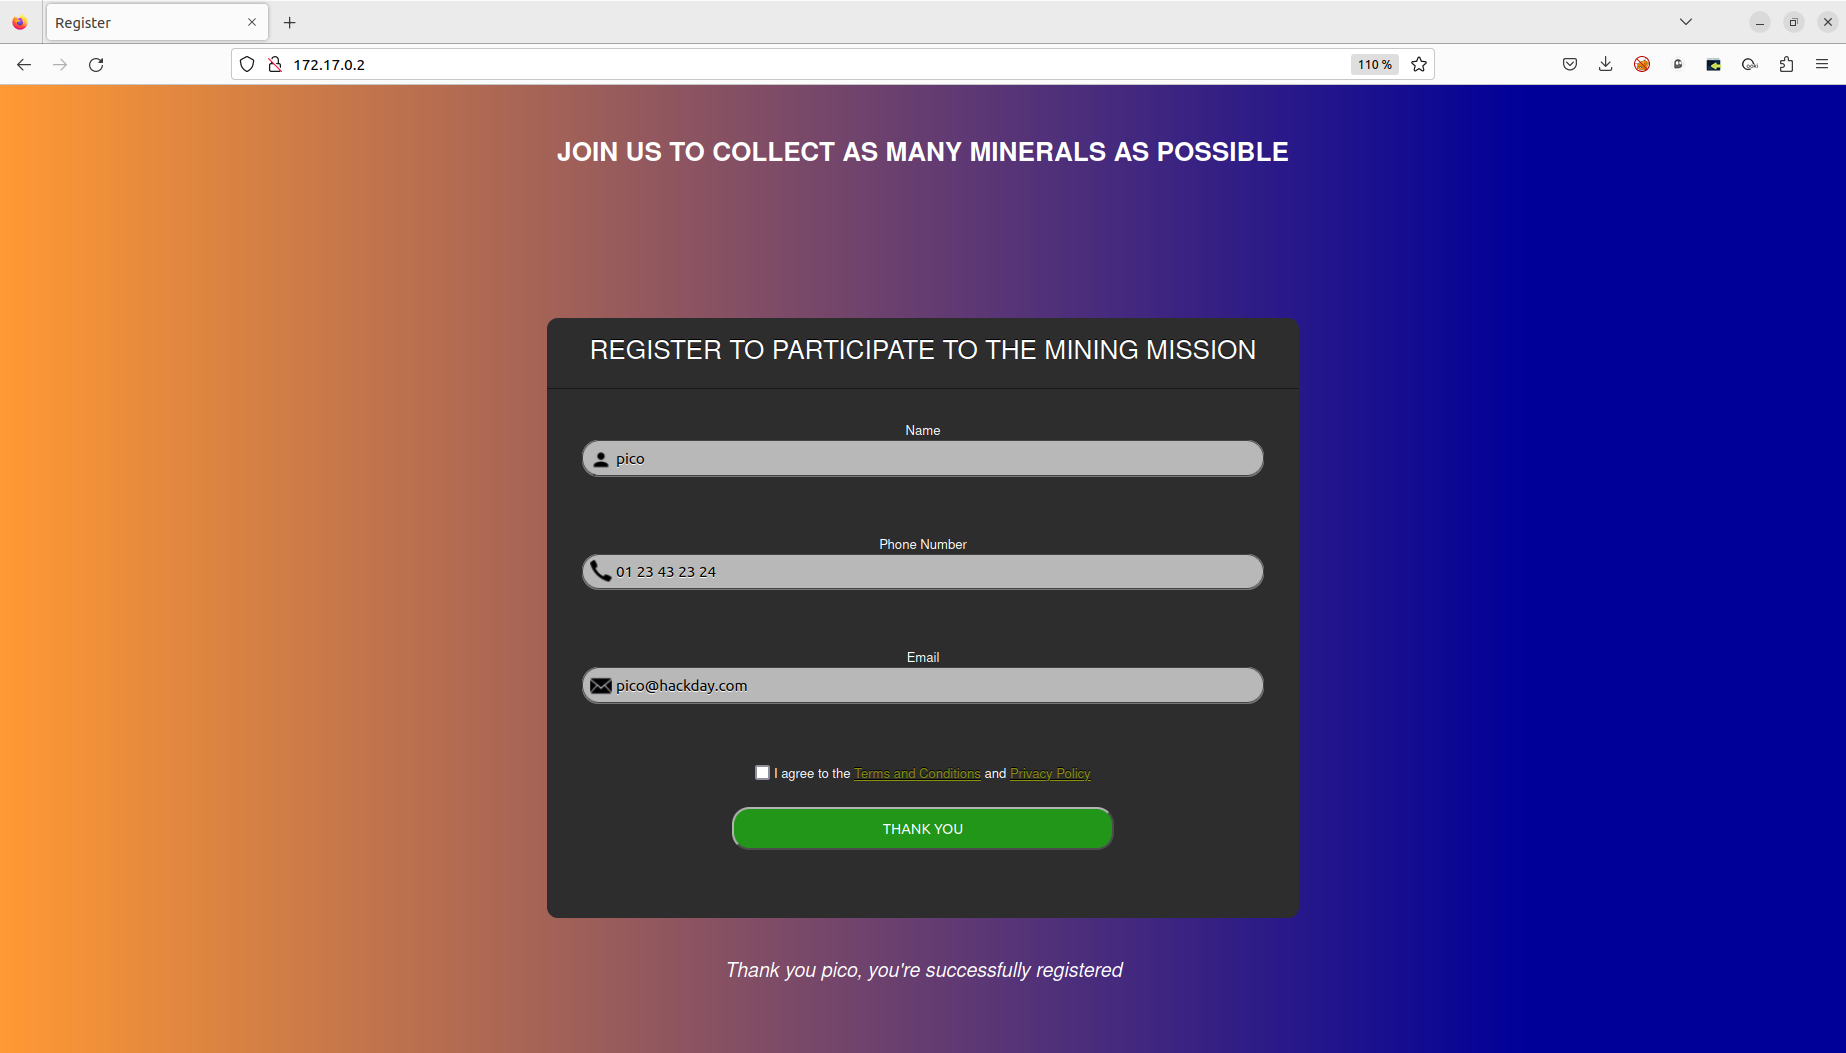 Register
172.17.0.2
110 %
JOIN US TO COLLECT AS MANY MINERALS AS POSSIBLE
REGISTER TO PARTICIPATE TO THE MINING MISSION
Name
pico
Phone Number
01 23 43 23 24
Email
pico@hackday.com
I agree to the Terms and Conditions and Privacy Policy
THANK YOU
Thank you pico, you're successfully registered